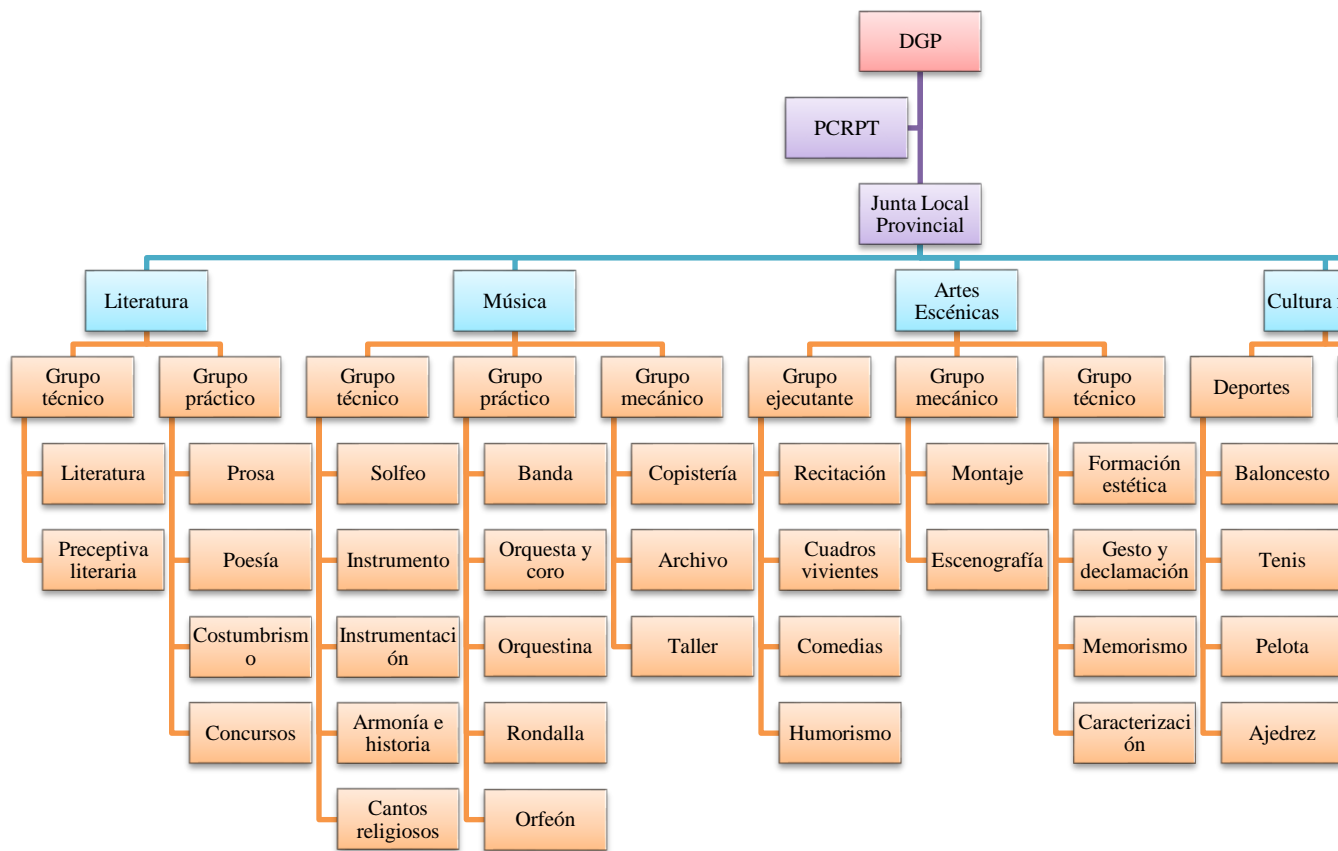 DGP
PCRPT
Junta Local
Provincial
Literatura
Música
Artes
Escénicas
Cultura
Grupo
técnico
Grupo
práctico
Grupo
técnico
Grupo
práctico
Grupo
mecánico
Grupo
ejecutante
Grupo
mecánico
Grupo
técnico
Deportes
Literatura
Preceptiva
literaria
Prosa
Poesía
Costumbrism
o
Concursos
Solfeo
Instrumento
Instrumentaci
ón
Armonía e
historia
Cantos
religiosos
Banda
Orquesta y
coro
Orquestina
Rondalla
Orfeón
Copistería
Archivo
Taller
Recitación
Cuadros
vivientes
Comedias
Humorismo
Montaje
Escenografía
Formación
estética
Gesto y
declamación
Memorismo
Caracterizaci
ón
Baloncesto
Tenis
Pelota
Ajedrez